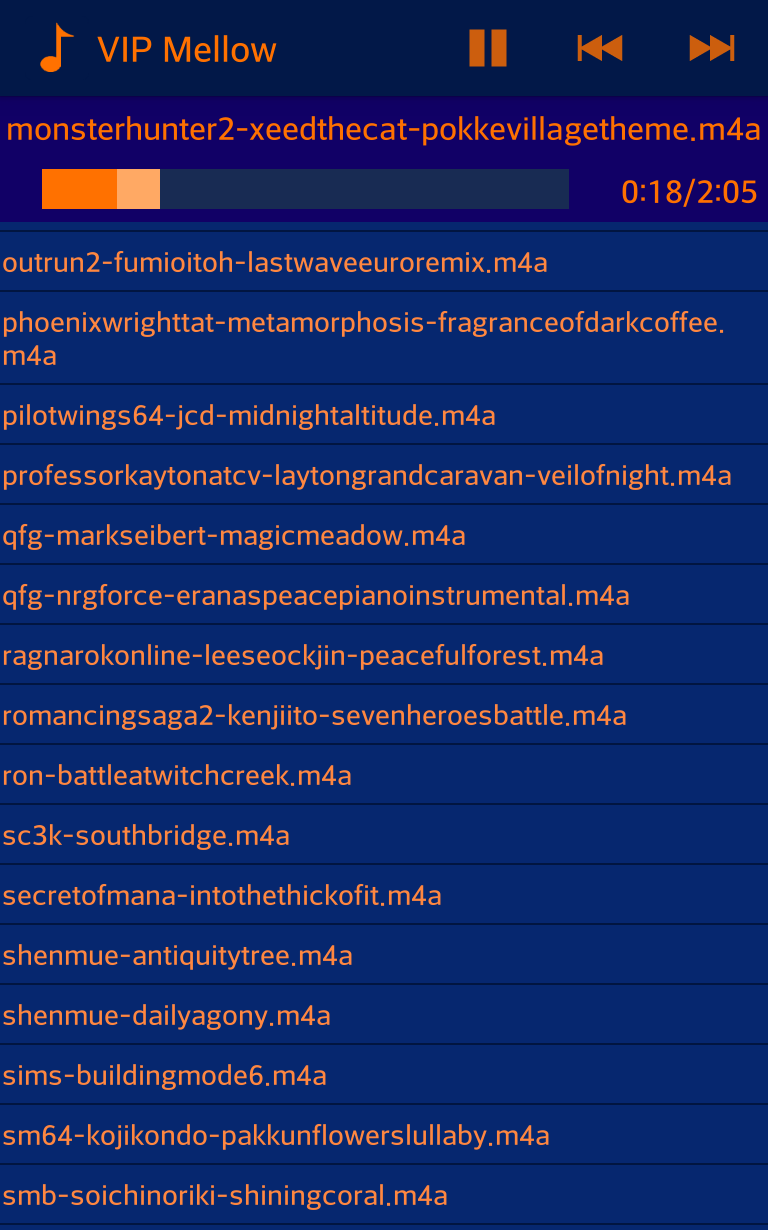 VIP Mellow
monsterhunter2-xeedthecat-pokkevillagetheme.m4a
0:18/2:05
outrun2-fumioitoh-lastwaveeuroremix.m4a
phoenixwrighttat-metamorphosis-fragranceofdarkcoffee.
m4a
pilotwings64-jcd-midnightaltitude.m4a
professorkaytonatcv-laytongrandcaravan-veilofnight.m4a
qfg-markseibert-magicmeadow.m4a
qfg-nrgforce-eranaspeacepianoinstrumental.m4a
ragnarokonline-leeseockjin-peacefulforest.m4a
romancingsaga2-kenjiito-sevenheroesbattle.m4a
ron-battleatwitchcreek.m4a
sc3k-southbridge.m4a
secretofmana-intothethickofit.m4a
shenmue-antiquitytree.m4a
shenmue-dailyagony.m4a
sims-buildingmode6.m4a
sm64-kojikondo-pakkunflowerslullaby.m4a
smb-soichinoriki-shiningcoral.m4a